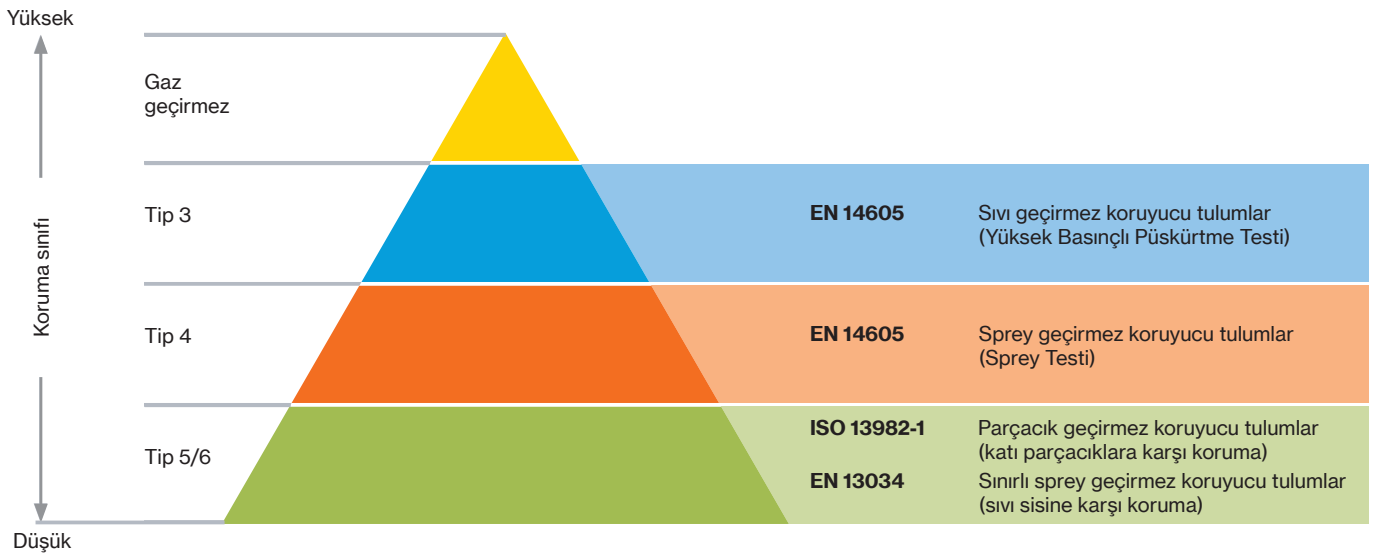 Yüksek
Koruma sınıfı
Düşük
Gaz
geçirmez
Tip 3
EN 14605
Sıvı geçirmez koruyucu tulumlar
(Yüksek Basınçlı Püskürtme Testi)
Tip 4
EN 14605
Sprey geçirmez koruyucu tulumlar
(Sprey Testi)
Tip 5/6
ISO 13982-1
Parçacık geçirmez koruyucu tulumlar
(katı parçacıklara karşı koruma)
EN 13034
Sınırlı sprey geçirmez koruyucu tulumlar
(sıvı sisine karşı koruma)